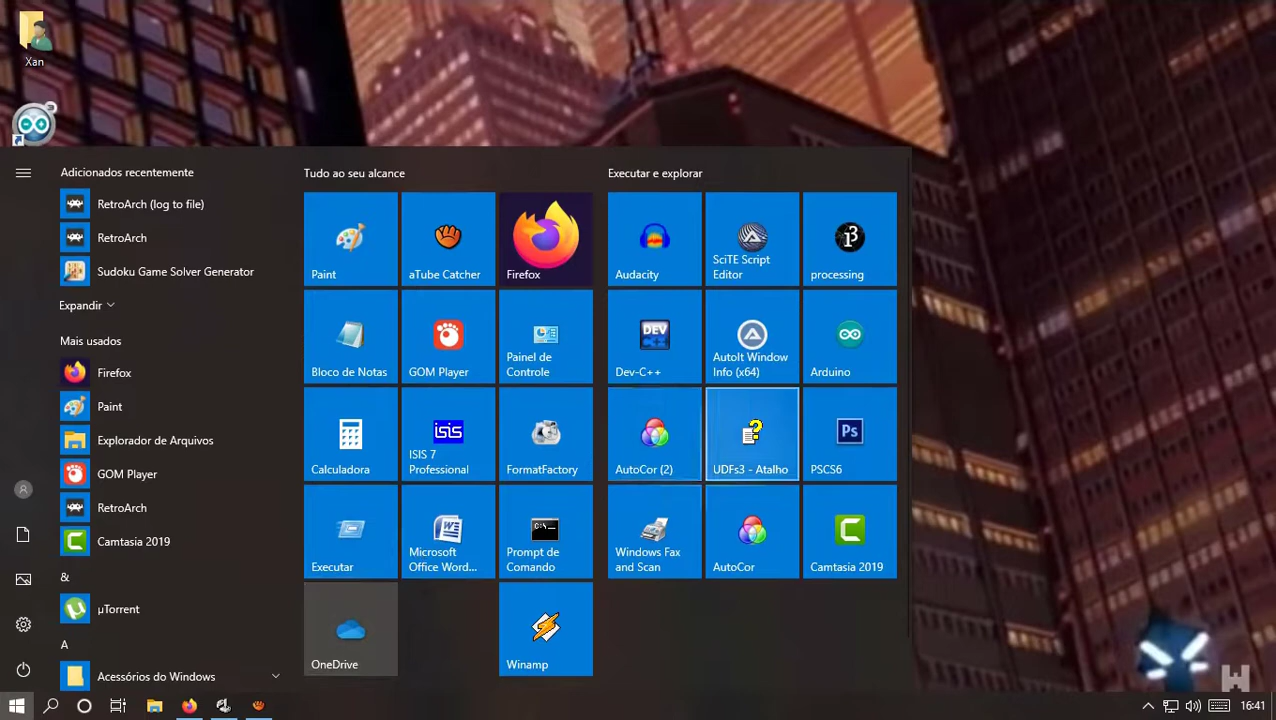 Xan
Adicionados recentemente
RetroArch (log to file)
RetroArch
Sudoku Game Solver Generator
Expandir
Mais usados
Firefox
Paint
Explorador de Arquivos
GOM Player
RetroArch
Camtasia 2019
&
µTorrent
A
Acessórios do Windows
Tudo ao seu alcance
Paint
aTube Catcher
Firefox
Bloco de Notas
GOM Player
Painel de
Controle
Calculadora
isis
ISIS 7
Professional
FormatFactory
Executar
Microsoft
Office Word...
C:\_
Prompt de
Comando
OneDrive
Winamp
Executar e explorar
Audacity
SciTE Script
Editor
processing
DEV
C++
Dev-C++
AutoIt Window
Info (x64)
Arduino
AutoCor (2)
UDFs3 - Atalho
Ps
PSCS6
Windows Fax
and Scan
AutoCor
Camtasia 2019
16:41